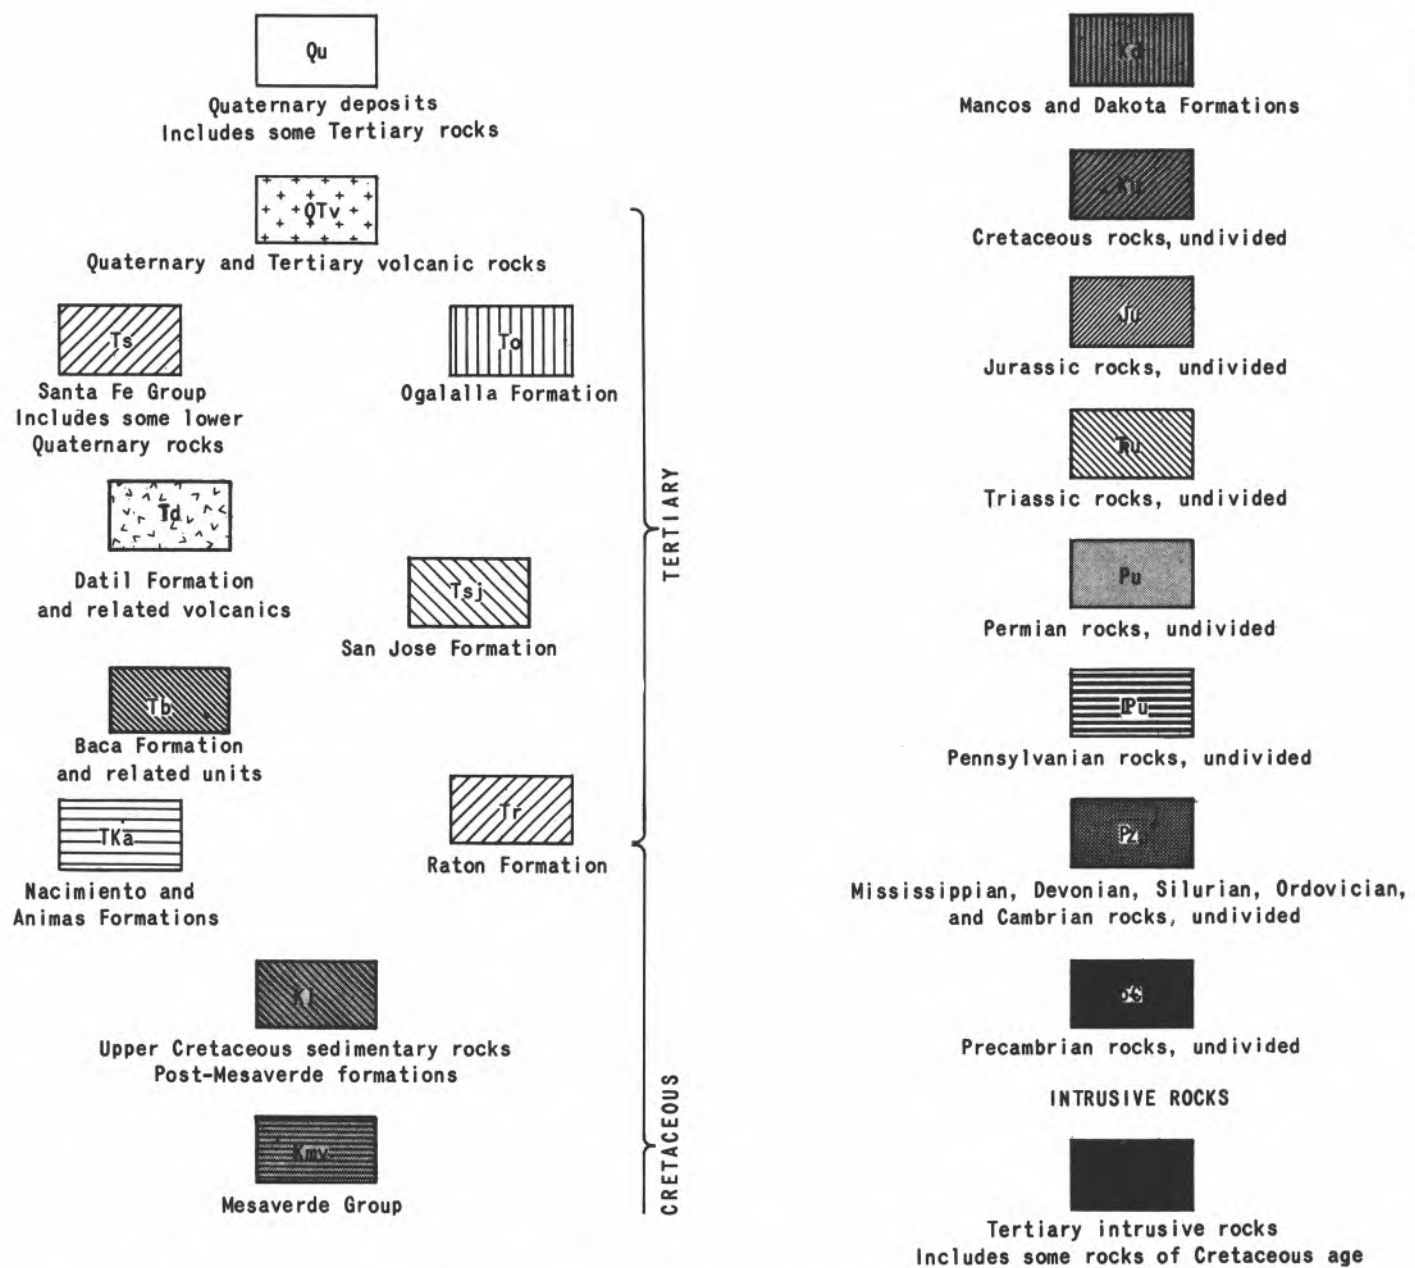 Qu
Quaternary deposits
Includes some Tertiary rocks
QTv
Quaternary and Tertiary volcanic rocks
Ts
Santa Fe Group
Includes some lower
Quaternary rocks
To
Ogalalla Formation
Td
Datil Formation
and related volcanics
Tsj
San Jose Formation
Tb
Baca Formation
and related units
TKa
Nacimiento and
Animas Formations
Tr
Raton Formation
Upper Cretaceous sedimentary rocks
Post-Mesaverde formations
Kmv
Mesaverde Group
TERTIARY
CRETACEOUS
Kd
Mancos and Dakota Formations
Ku
Cretaceous rocks, undivided
Ju
Jurassic rocks, undivided
TRu
Triassic rocks, undivided
Pu
Permian rocks, undivided
IPu
Pennsylvanian rocks, undivided
Pz
Mississippian, Devonian, Silurian, Ordovician,
and Cambrian rocks, undivided
p€
Precambrian rocks, undivided
INTRUSIVE ROCKS
Tertiary intrusive rocks
Includes some rocks of Cretaceous age